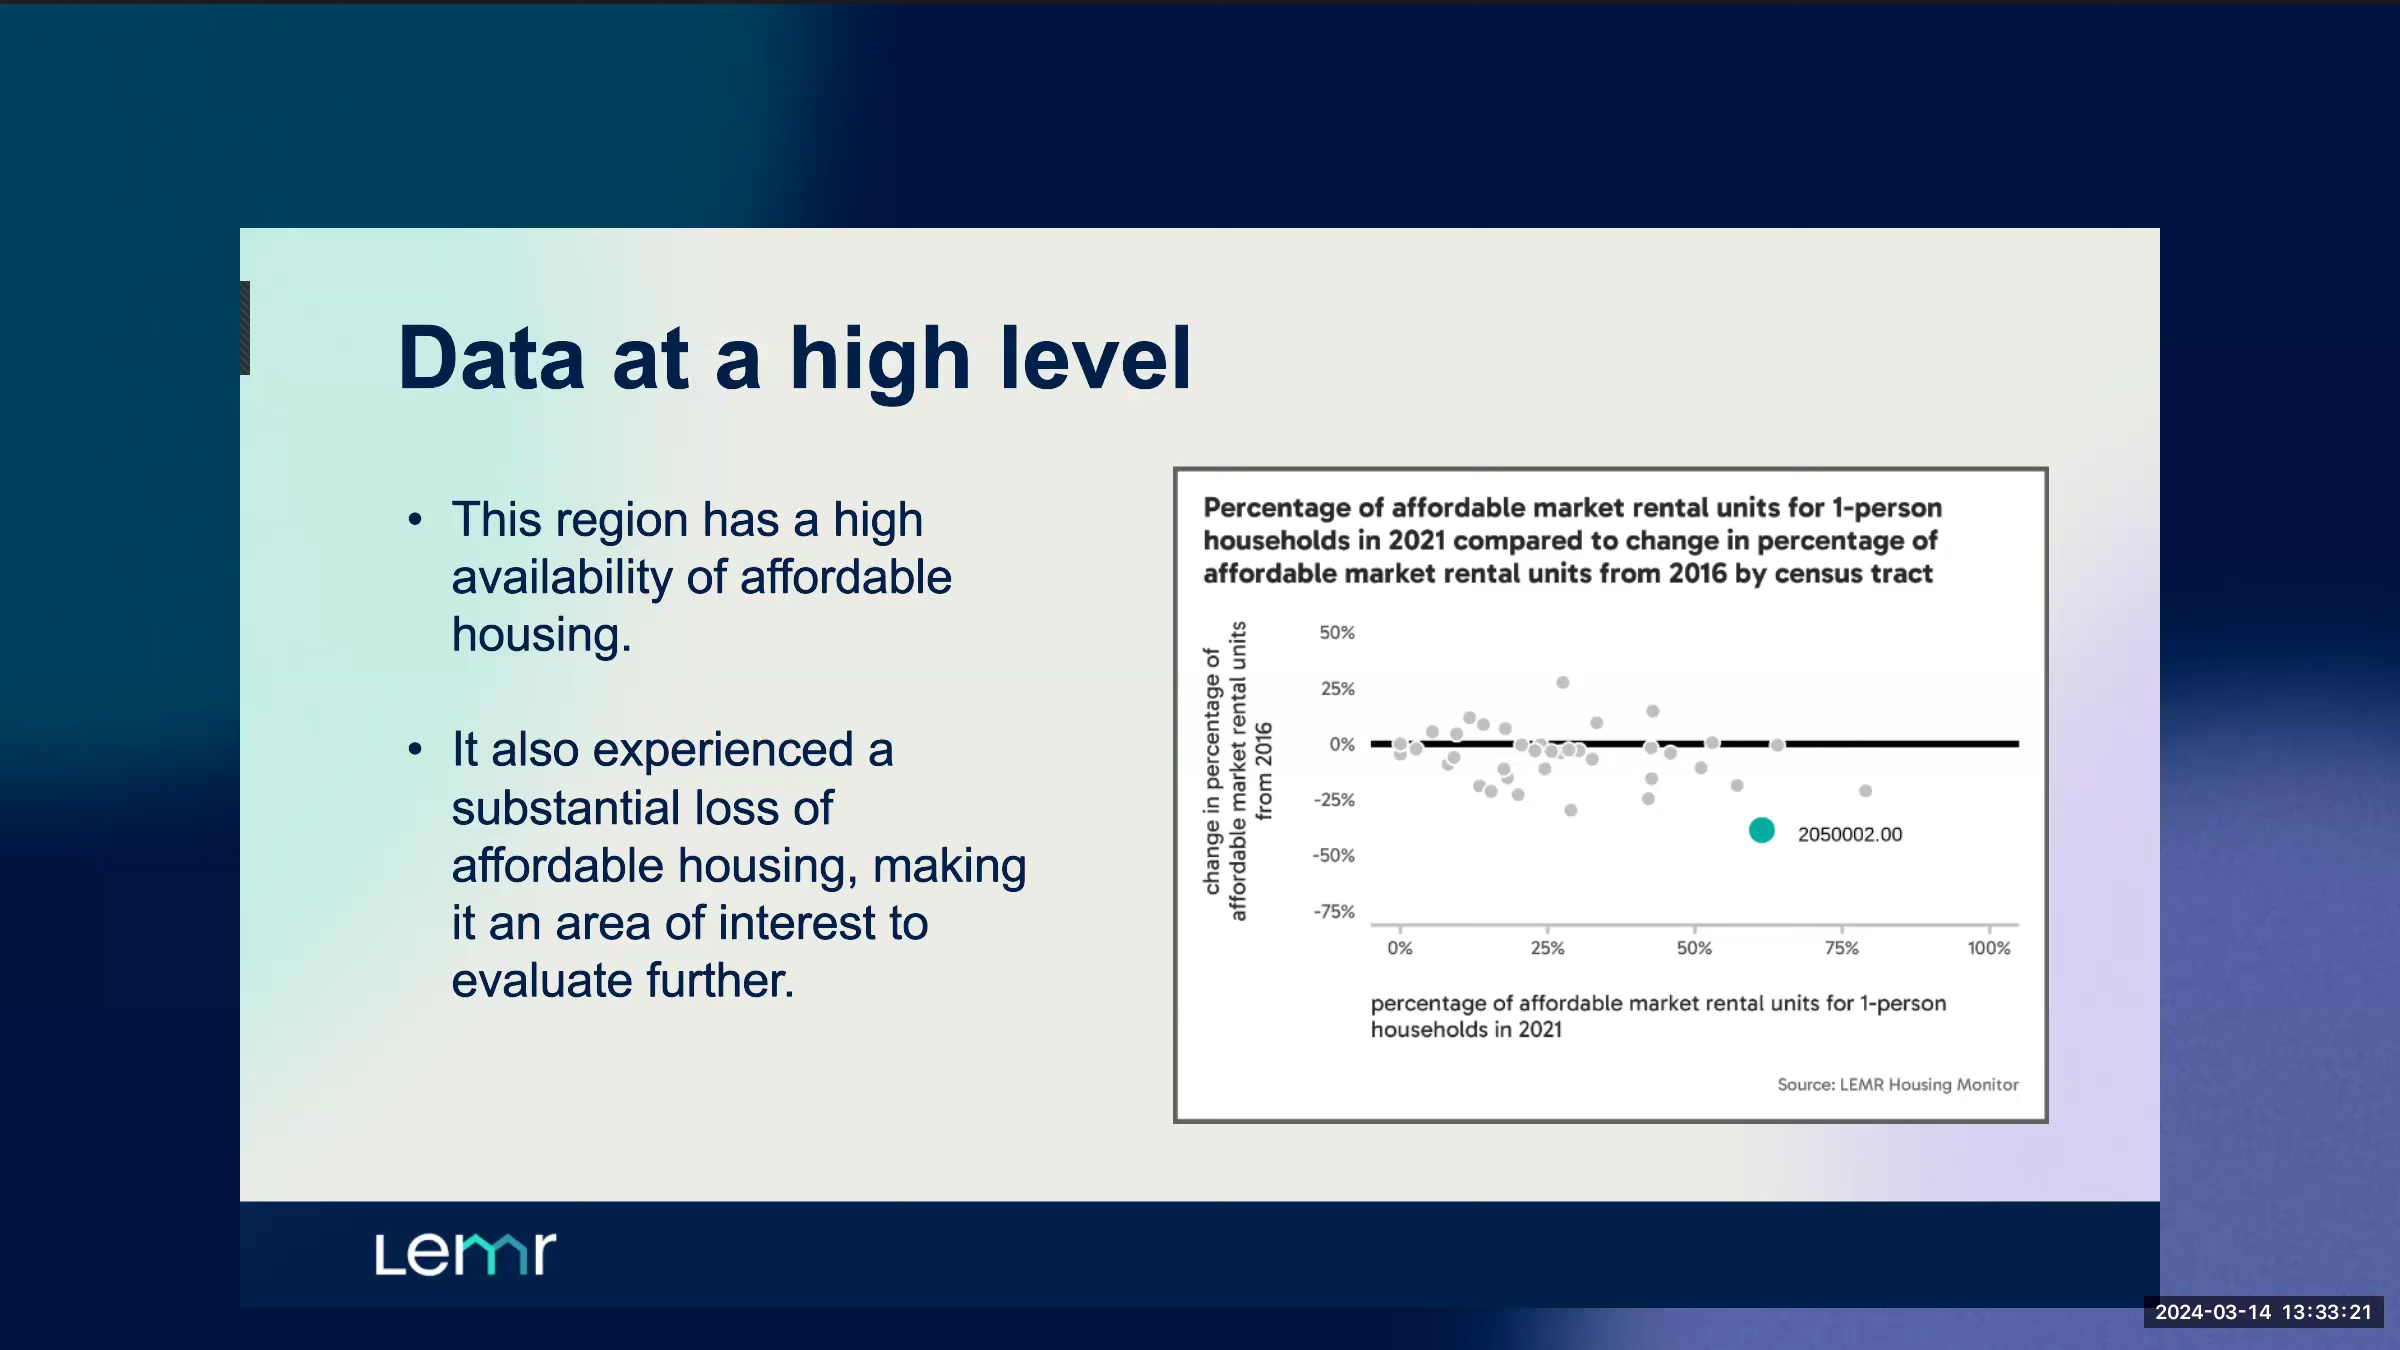 Data at a high level
• This region has a high
availability of affordable
housing.
• It also experienced a
substantial loss of
affordable housing, making
it an area of interest to
evaluate further.
Percentage of affordable market rental units for 1-person
households in 2021 compared to change in percentage of
affordable market rental units from 2016 by census tract
change in percentage of
affordable market rental units
from 2016
50%
25%
0%
-25%
-50%
-75%
2050002.00
0% 25% 50% 75% 100%
percentage of affordable market rental units for 1-person
households in 2021
Source: LEMR Housing Monitor
Lemr
2024-03-14 13:33:21